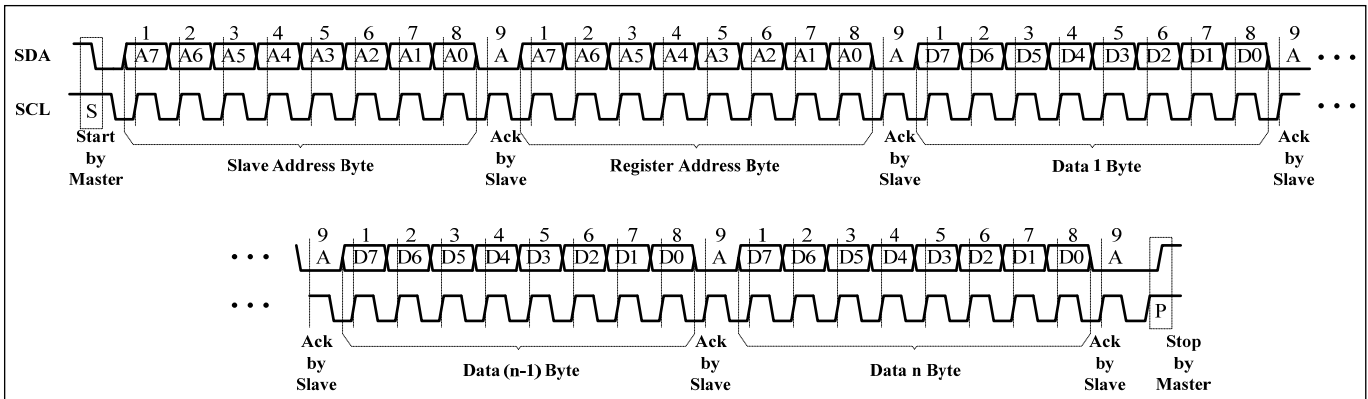 1 2 3 4 5 6 7 8 9 1 2 3 4 5 6 7 8 9 1 2 3 4 5 6 7 8 9
SDA A7 A6 A5 A4 A3 A2 A1 A0 A A7 A6 A5 A4 A3 A2 A1 A0 A D7 D6 D5 D4 D3 D2 D1 D0 A • • •
SCL S • • •
Start by Master
Slave Address Byte
Ack by Slave
Register Address Byte
Ack by Slave
Data 1 Byte
Ack by Slave
9 1 2 3 4 5 6 7 8 9 1 2 3 4 5 6 7 8 9
• • • A D7 D6 D5 D4 D3 D2 D1 D0 A D7 D6 D5 D4 D3 D2 D1 D0 A
• • • P
Ack by Slave
Data (n-1) Byte
Ack by Slave
Data n Byte
Ack by Slave
Stop by Master